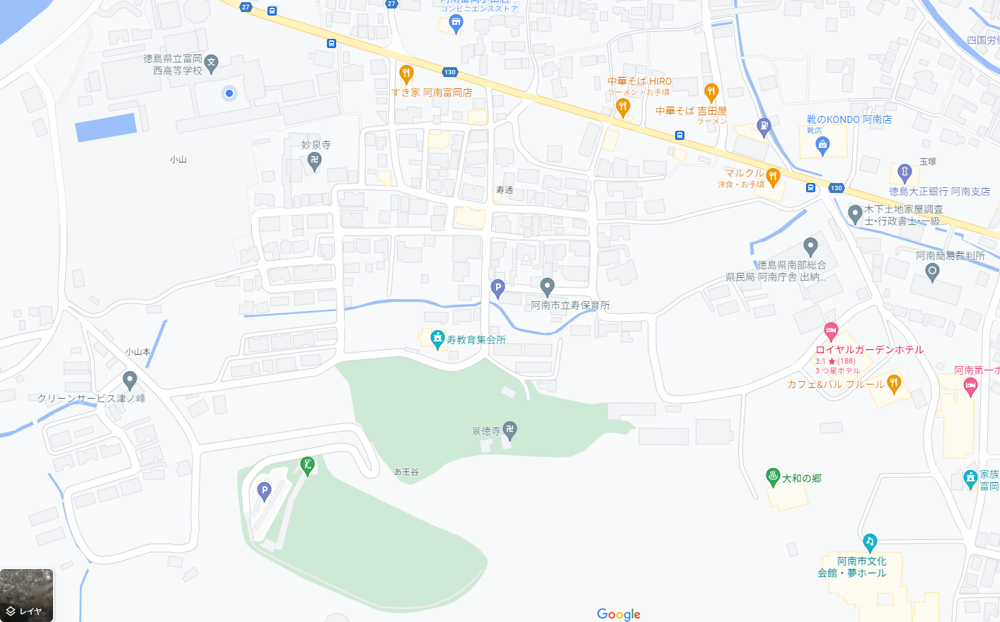 27
27
阿南富岡小山店
コンビニエンスストア
四国労働
徳島県立富岡
西高等学校
130
すき家 阿南富岡店
中華そば HIRO
ラーメン・お手頃
中華そば 吉田屋
ラーメン
靴のKONDO 阿南店
靴店
妙泉寺
小山
玉塚
マルクル
洋食・お手頃
寿通
130
徳島大正銀行 阿南支店
木下土地家屋調査
士•行政書士•一級...
阿南簡易裁判所
徳島県南部総合
県民局 阿南庁舎 出納...
P
阿南市立寿保育所
寿教育集会所
小山本
ロイヤルガーデンホテル
3.1 ★ (188)
3 つ星ホテル
阿南第一ホ
カフェ&バル フルール
クリーンサービス津ノ峰
景徳寺
あ王谷
大和の郷
家族
富岡
P
阿南市文化
会館・夢ホール
レイヤ
Google